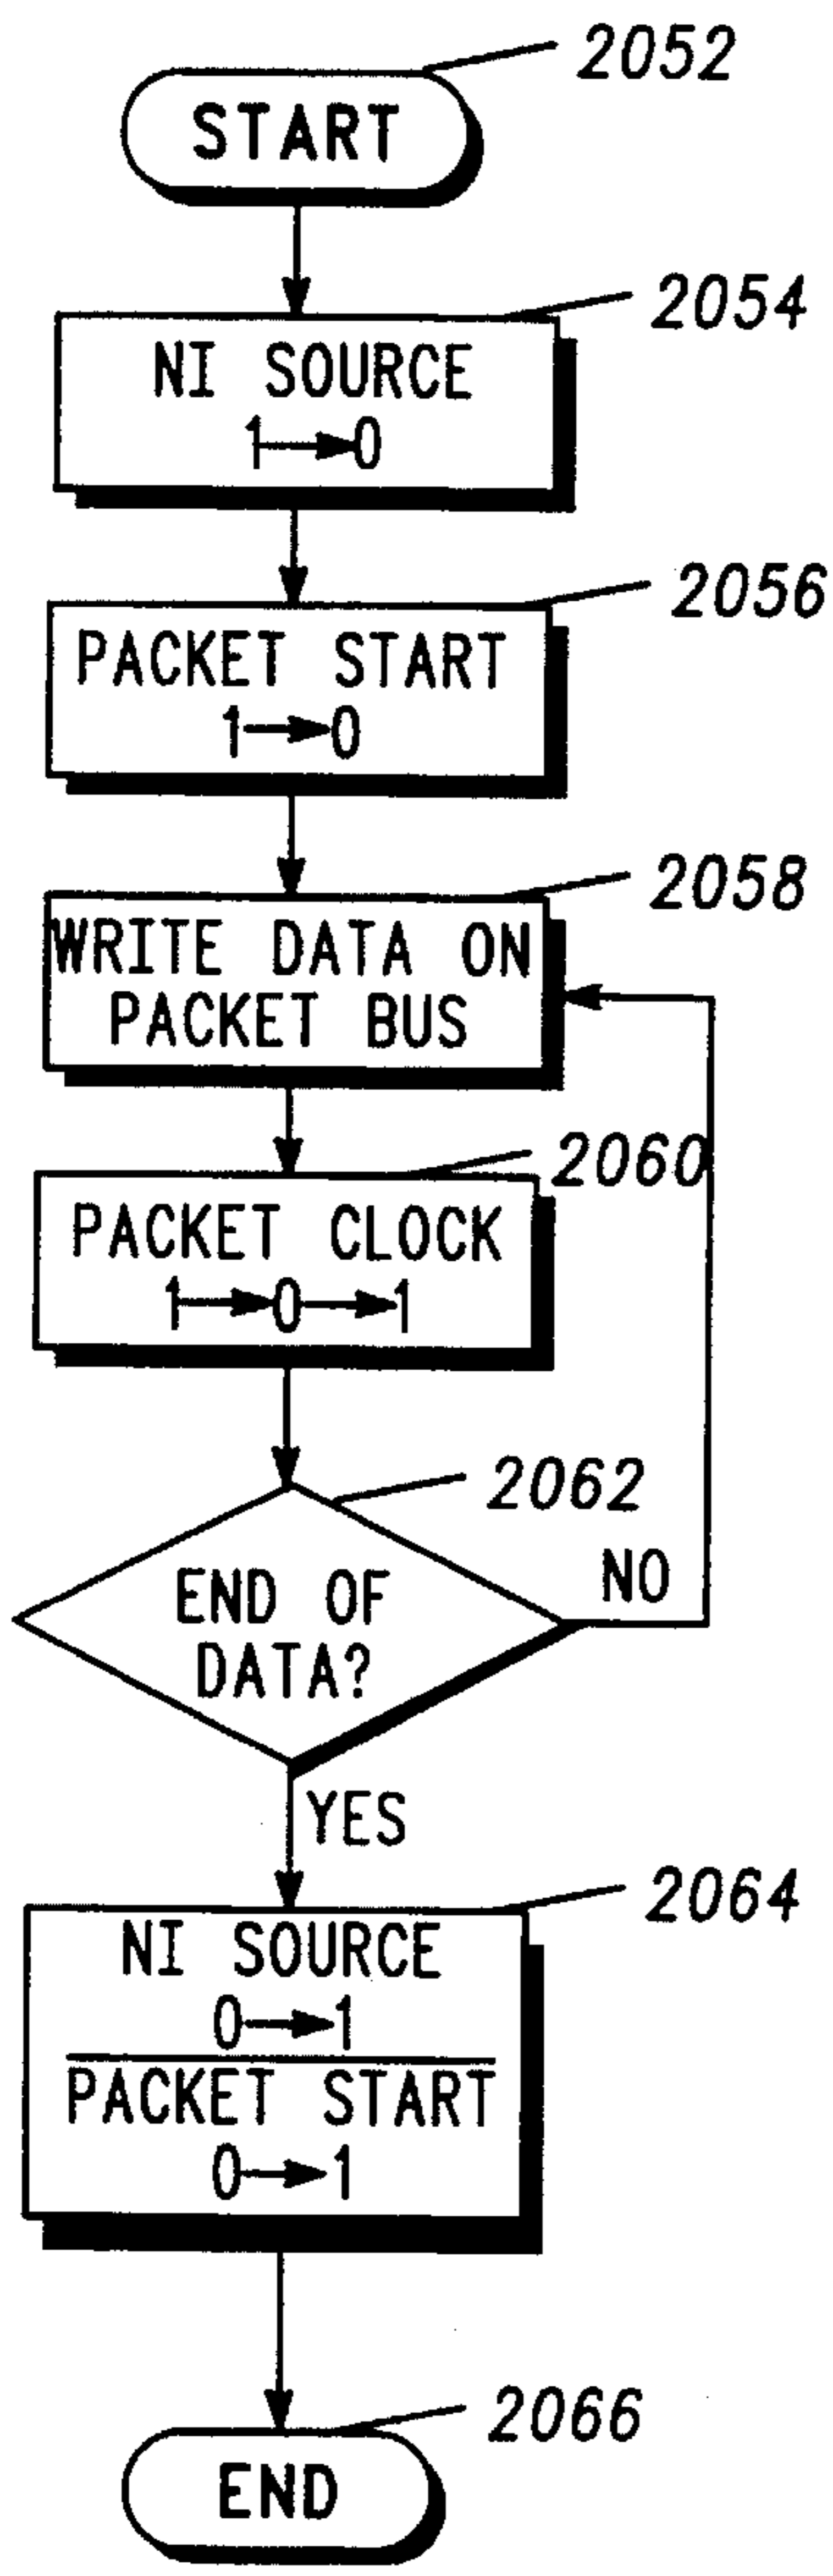 2052
START
2054
NI SOURCE
1→0
2056
PACKET START
1→0
2058
WRITE DATA ON
PACKET BUS
2060
PACKET CLOCK
1→0→1
2062
END OF
DATA?
NO
YES
2064
NI SOURCE
0→1
PACKET START
0→1
2066
END